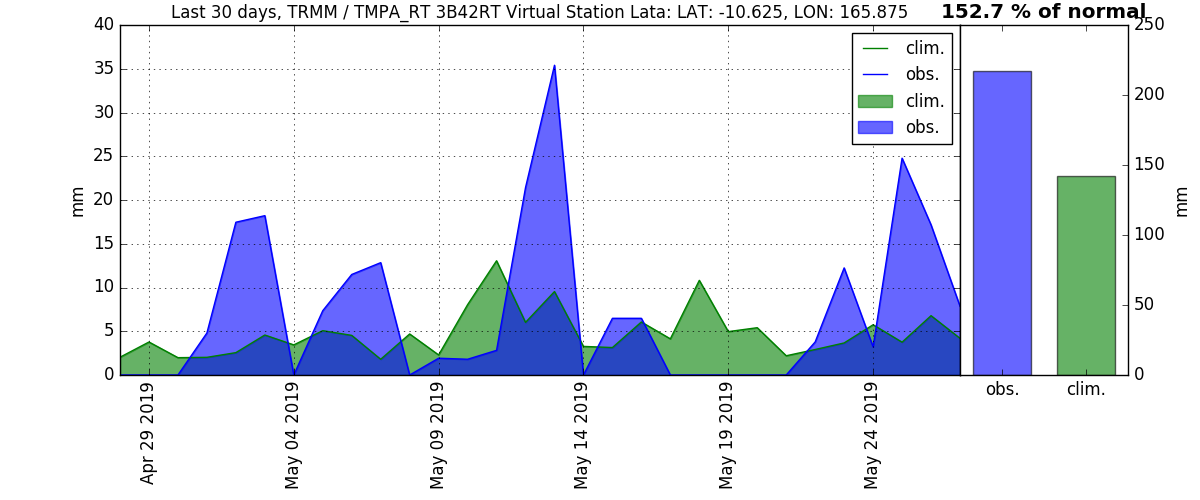 Last 30 days, TRMM / TMPA_RT 3B42RT Virtual Station Lata: LAT: -10.625, LON: 165.875
152.7 % of normal
40
35
30
25
20
15
10
5
0
mm
clim.
obs.
clim.
obs.
250
200
150
100
50
0
mm
Apr 29 2019
May 04 2019
May 09 2019
May 14 2019
May 19 2019
May 24 2019
obs.
clim.